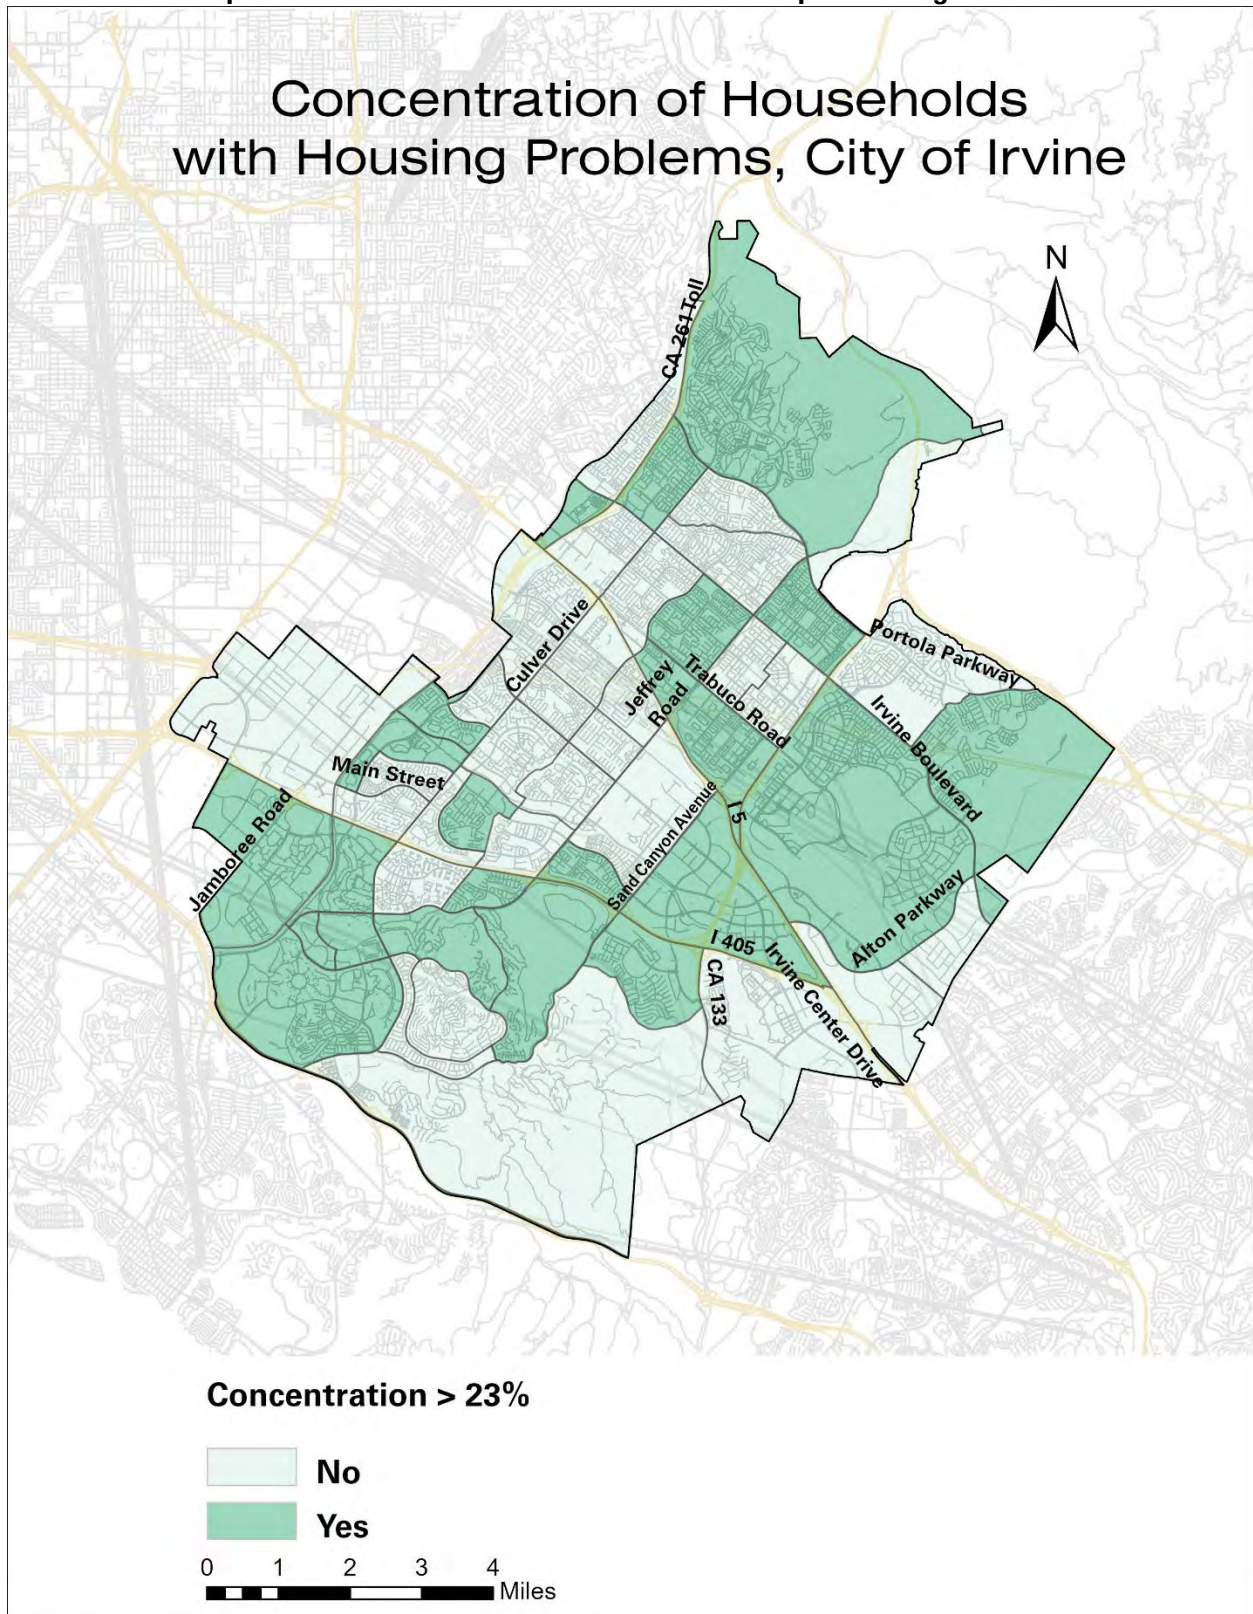 Concentration of Households
with Housing Problems, City of Irvine
N
CA 261 Toll
Portola Parkway
Culver Drive
Jeffrey
Road
Trabuco Road
Irvine Boulevard
Main Street
Jamboree Road
Sand Canyon Avenue
I 5
Alton Parkway
I 405
Irvine Center Drive
CA 133
Concentration > 23%
No
Yes
0 1 2 3 4
Miles